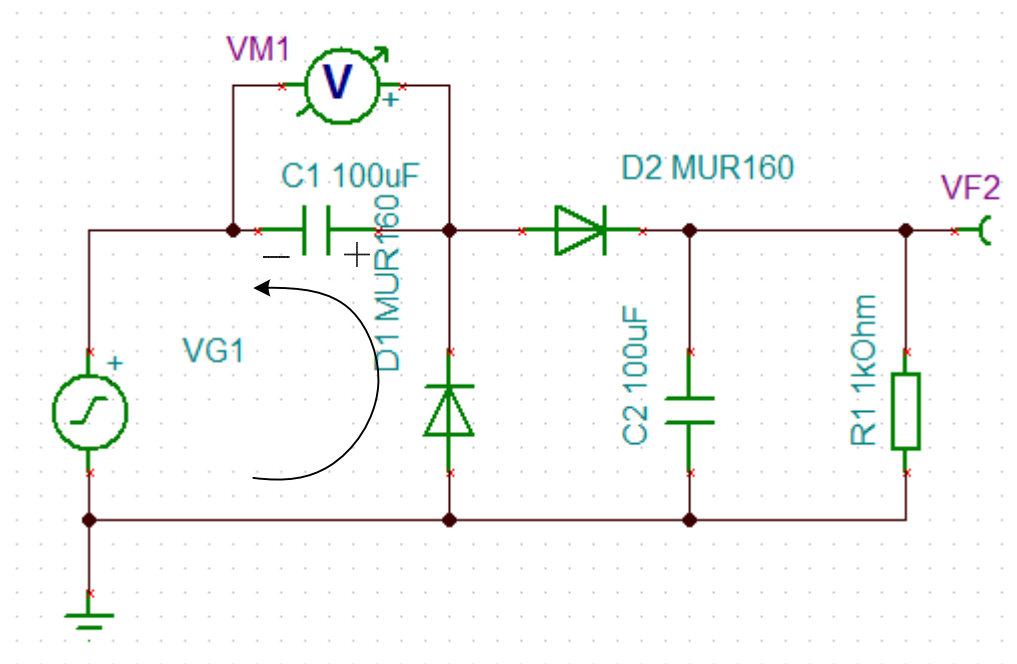 VM1
V
+
C1 100uF
D2 MUR160
VF2
− +
D1 MUR160
VG1
+
C2 100uF
R1 1kOhm